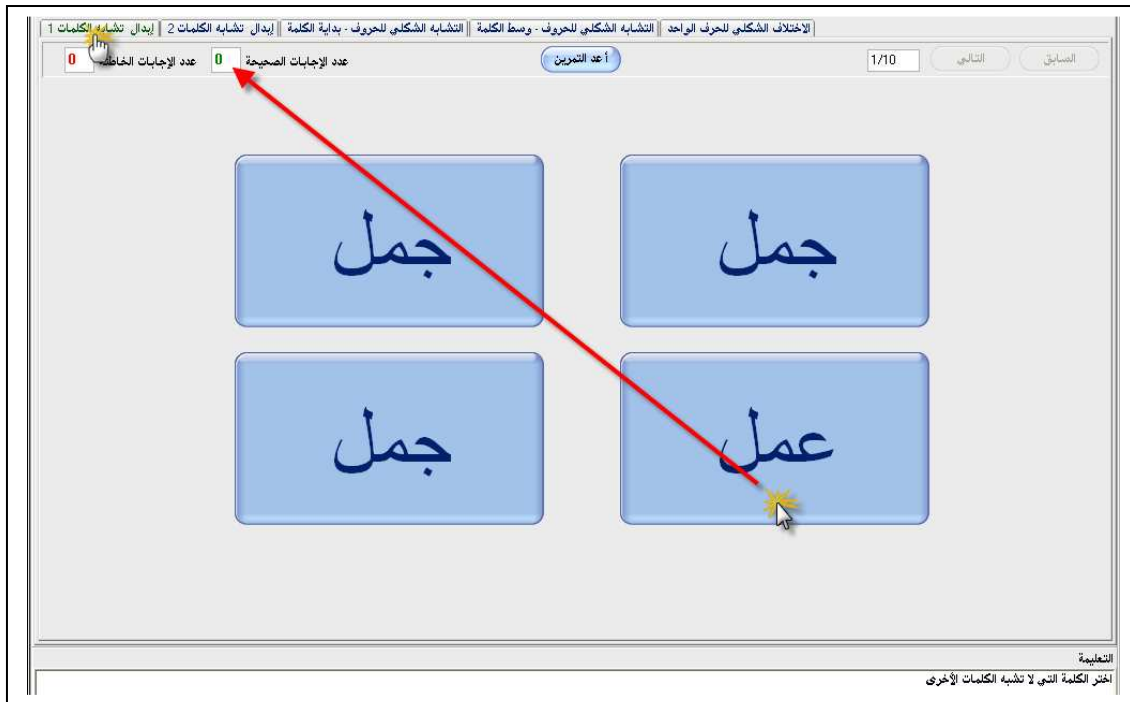 الاختلاف الشكلي للحرف الواحد التشابه الشكلي للحروف - وسط الكلمة التشابه الشكلي للحروف - بداية الكلمة إبدال تشابه الكلمات 2 إبدال تشابه الكلمات 1
السابق التالي 1/10 أعد التمرين عدد الإجابات الصحيحة 0 عدد الإجابات 0
جمل جمل
عمل جمل
التعليمة
اختر الكلمة التي لا تشبه الكلمات الأخرى